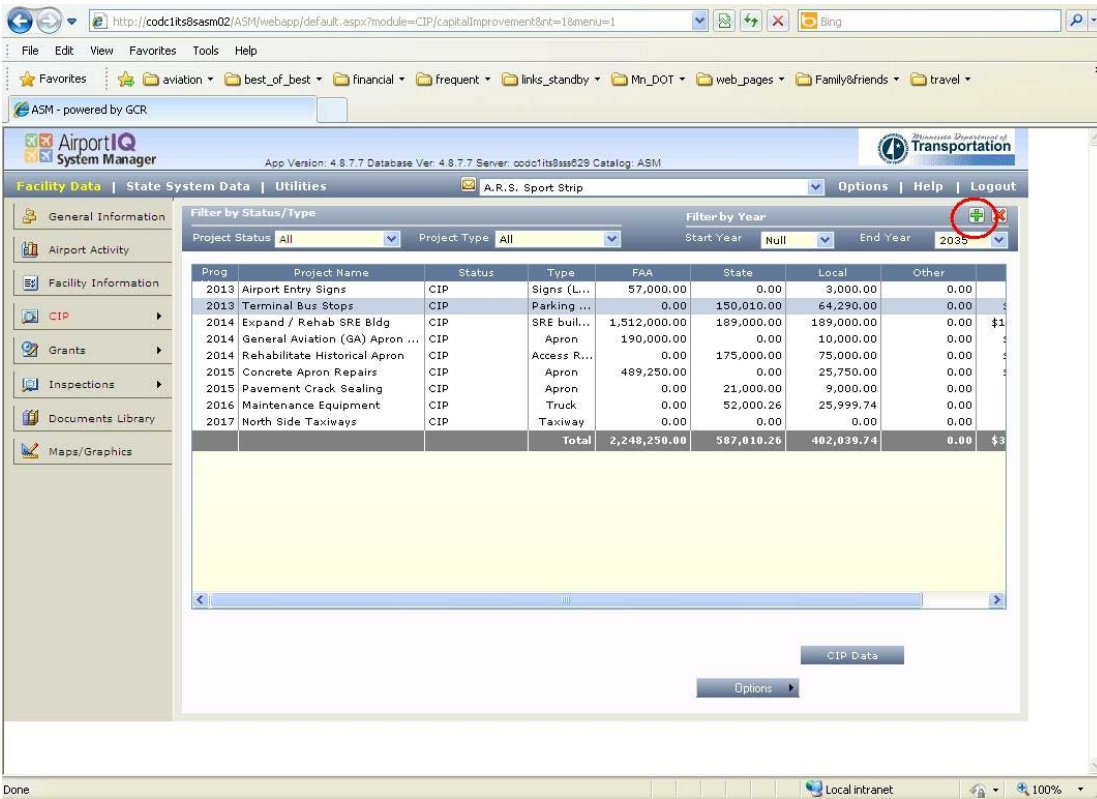 http://codc1its8sasm02/ASM/webapp/default.aspx?module=CIP/capitalImprovement&nt=1&menu=1 Bing
File Edit View Favorites Tools Help
Favorites aviation best_of_best financial frequent links_standby Mn_DOT web_pages Family&friends travel
ASM - powered by GCR
AirportIQ
System Manager
App Version: 4.8.7.7 Database Ver: 4.8.7.7 Server: codc1its8sss629 Catalog: ASM
Minnesota Department of
Transportation
Facility Data | State System Data | Utilities A.R.S. Sport Strip Options | Help | Logout
General Information
Airport Activity
Facility Information
CIP
Grants
Inspections
Documents Library
Maps/Graphics
Filter by Status/Type Filter by Year
Project Status All Project Type All Start Year Null End Year 2035
Prog Project Name Status Type FAA State Local Other
2013 Airport Entry Signs CIP Signs (L... 57,000.00 0.00 3,000.00 0.00
2013 Terminal Bus Stops CIP Parking ... 0.00 150,010.00 64,290.00 0.00
2014 Expand / Rehab SRE Bldg CIP SRE buil... 1,512,000.00 189,000.00 189,000.00 0.00 $1
2014 General Aviation (GA) Apron ... CIP Apron 190,000.00 0.00 10,000.00 0.00
2014 Rehabilitate Historical Apron CIP Access R... 0.00 175,000.00 75,000.00 0.00
2015 Concrete Apron Repairs CIP Apron 489,250.00 0.00 25,750.00 0.00
2015 Pavement Crack Sealing CIP Apron 0.00 21,000.00 9,000.00 0.00
2016 Maintenance Equipment CIP Truck 0.00 52,000.26 25,999.74 0.00
2017 North Side Taxiways CIP Taxiway 0.00 0.00 0.00 0.00
Total 2,248,250.00 587,010.26 402,039.74 0.00 $3
CIP Data
Options
Done Local intranet 100%